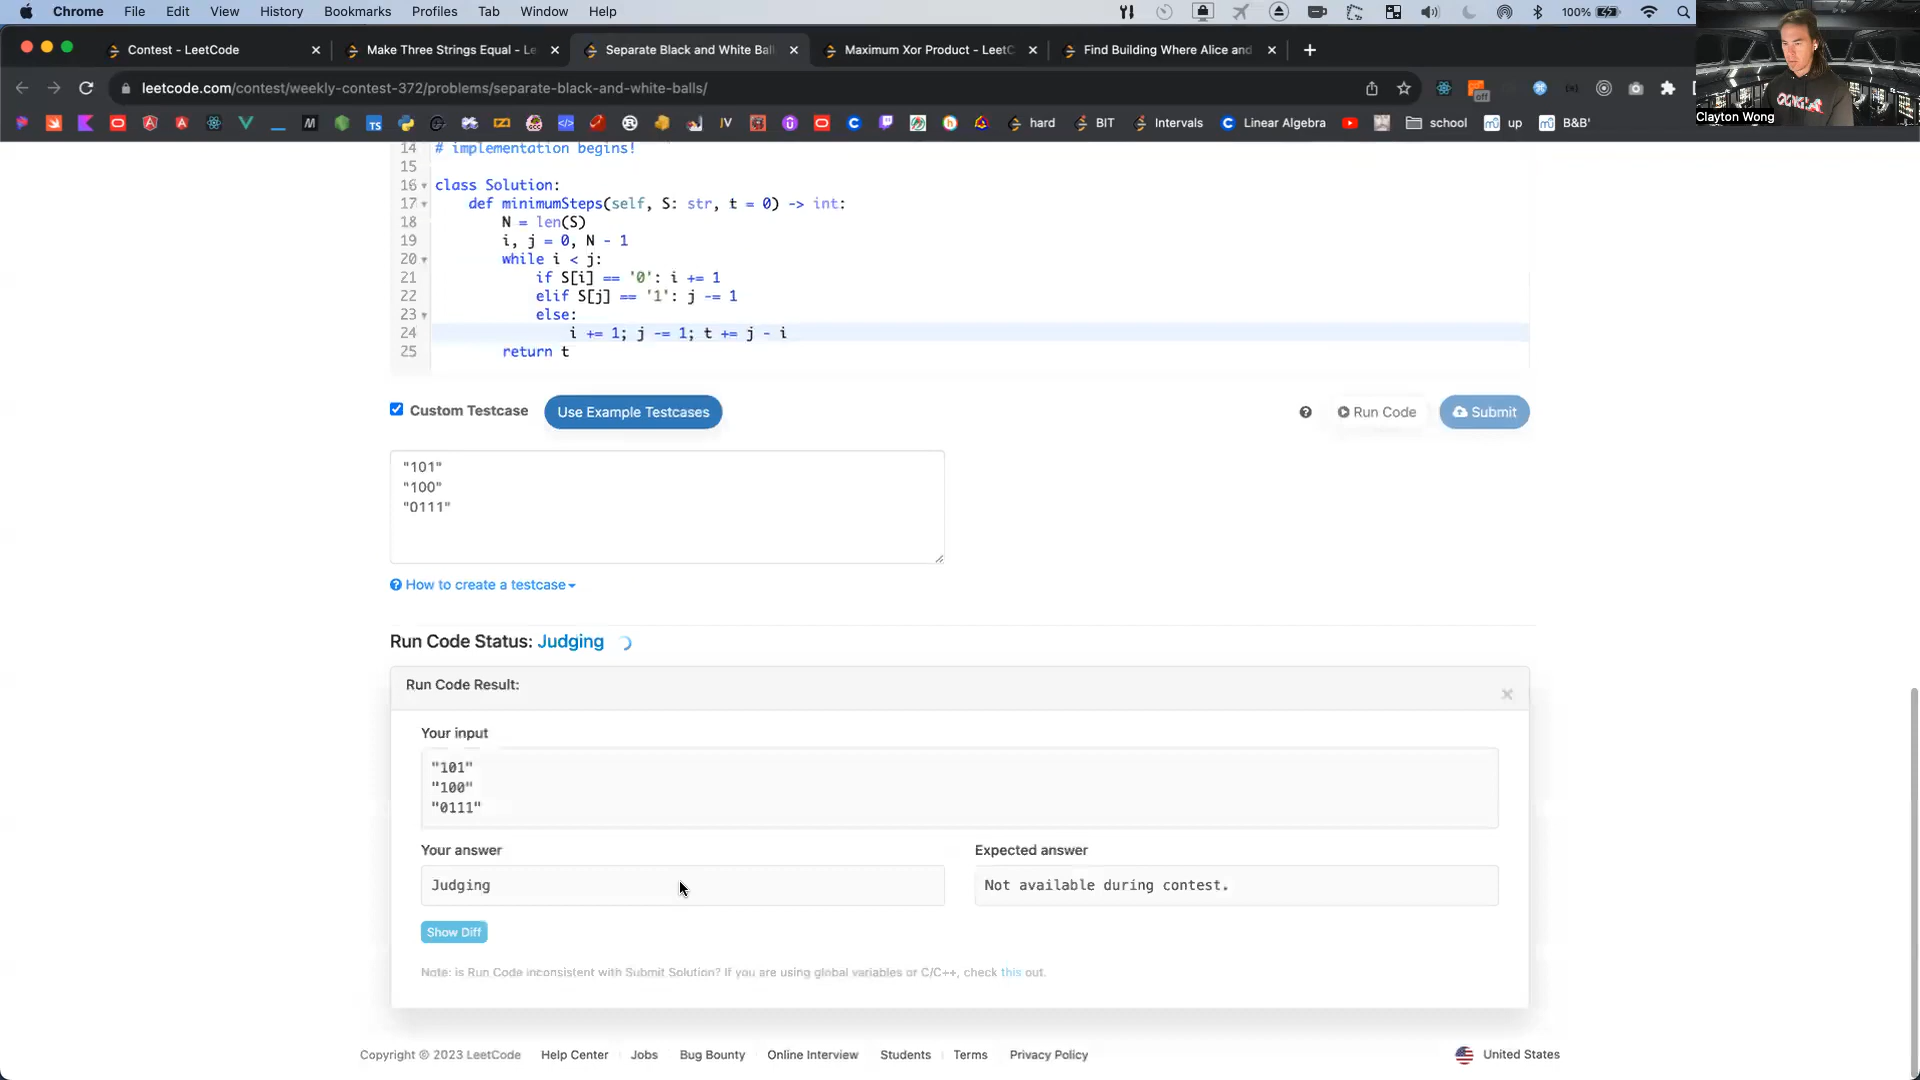 Chrome File Edit View History Bookmarks Profiles Tab Window Help 100%
Contest - LeetCode
Make Three Strings Equal - Le
Separate Black and White Ball
Maximum Xor Product - LeetC
Find Building Where Alice and
leetcode.com/contest/weekly-contest-372/problems/separate-black-and-white-balls/
off
Clayton Wong
TS
IV
hard
BIT
Intervals
Linear Algebra
school
up
B&B'
14 # implementation begins!
15
16 class Solution:
17 def minimumSteps(self, S: str, t = 0) -> int:
18 N = len(S)
19 i, j = 0, N - 1
20 while i < j:
21 if S[i] == '0': i += 1
22 elif S[j] == '1': j -= 1
23 else:
24 i += 1; j -= 1; t += j - i
25 return t
Custom Testcase Use Example Testcases Run Code Submit
"101"
"100"
"0111"
How to create a testcase
Run Code Status: Judging
Run Code Result:
Your input
"101"
"100"
"0111"
Your answer
Judging
Expected answer
Not available during contest.
Show Diff
Note: is Run Code inconsistent with Submit Solution? If you are using global variables or C/C++, check this out.
Copyright © 2023 LeetCode Help Center Jobs Bug Bounty Online Interview Students Terms Privacy Policy United States